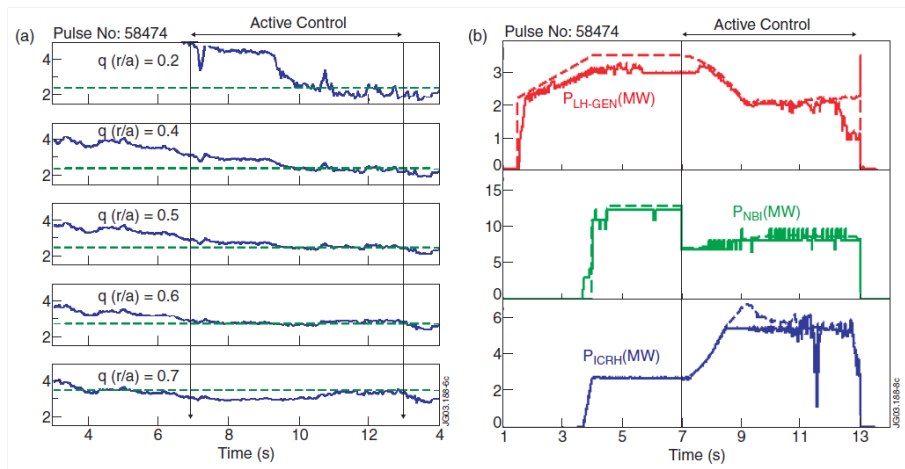 (a)
Pulse No: 58474
Active Control
q (r/a) = 0.2
4
2
q (r/a) = 0.4
4
2
q (r/a) = 0.5
4
2
q (r/a) = 0.6
4
2
q (r/a) = 0.7
4
2
4 6 8 10 12 4
Time (s)
JG03.188-6c
(b)
Pulse No: 58474
Active Control
3
2
1
0
P_LH-GEN(MW)
15
10
5
0
P_NBI(MW)
6
4
2
0
P_ICRH(MW)
1 3 5 7 9 11 13
Time (s)
JG03.188-8c